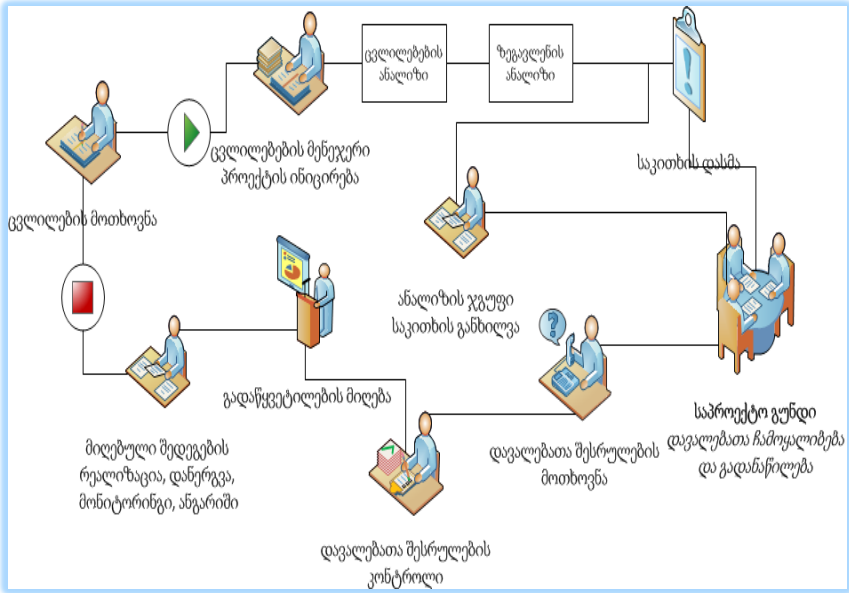 ცვლილებების
ანალიზი
ზეგავლენის
ანალიზი
ცვლილებების მენეჯერი
პროექტის ინიცირება
საკითხის დასმა
ცვლილების მოთხოვნა
ანალიზის ჯგუფი
საკითხის განხილვა
გადაწყვეტილების მიღება
საპროექტო გუნდი
დავალებათა ჩამოყალიბება
და გადანაწილება
დავალებათა შესრულების
მოთხოვნა
მიღებული შედეგების
რეალიზაცია, დანერგვა,
მონიტორინგი, ანგარიში
დავალებათა შესრულების
კონტროლი